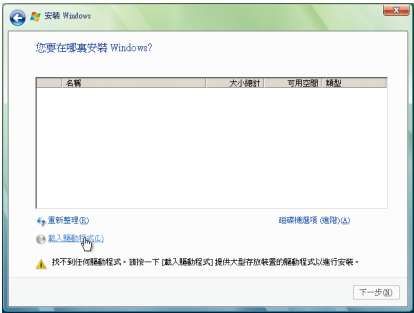 安裝 Windows
您要在哪裏安裝 Windows?
名稱 大小總計 可用空間 類型
重新整理(R) 磁碟機選項 (進階)(A)
載入驅動程式(L)
找不到任何驅動程式。請按一下 [載入驅動程式] 提供大型存放裝置的驅動程式以進行安裝。
下一步(N)